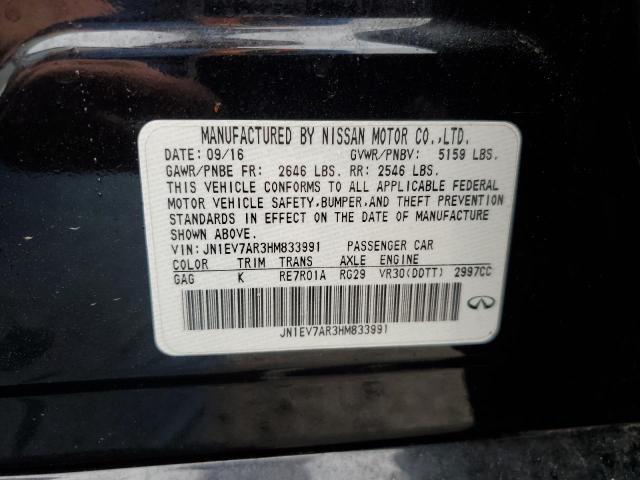 MANUFACTURED BY NISSAN MOTOR CO.,LTD.
DATE: 09/16 GVWR/PNBV: 5159 LBS.
GAWR/PNBE FR: 2646 LBS. RR: 2546 LBS.
THIS VEHICLE CONFORMS TO ALL APPLICABLE FEDERAL
MOTOR VEHICLE SAFETY,BUMPER,AND THEFT PREVENTION
STANDARDS IN EFFECT ON THE DATE OF MANUFACTURE
SHOWN ABOVE.
VIN: JN1EV7AR3HM833991 PASSENGER CAR
COLOR TRIM TRANS AXLE ENGINE
GAG K RE7R01A RG29 VR30(DDTT) 2997CC
JN1EV7AR3HM833991